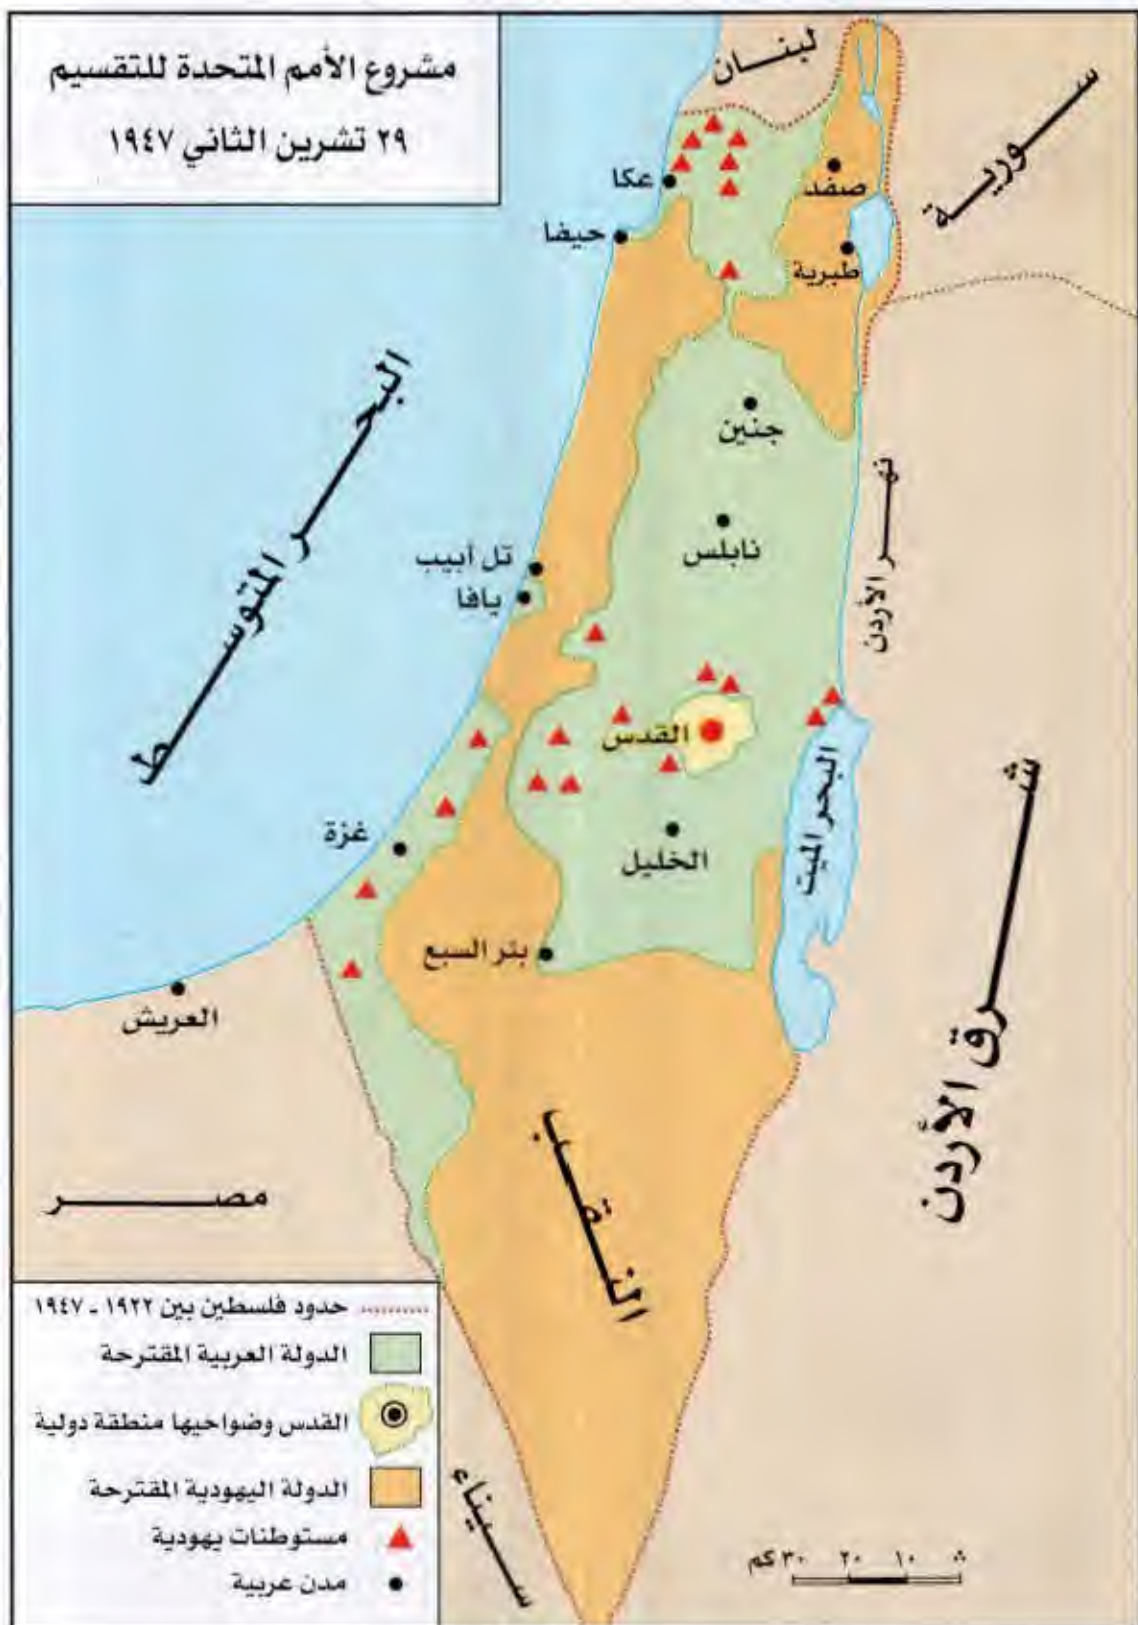 مشروع الأمم المتحدة للتقسيم
٢٩ تشرين الثاني ١٩٤٧
لبنان
سورية
عكا
صفد
حيفا
طبرية
البحر المتوسط
جنين
نابلس
نهر الأردن
تل أبيب
يافا
القدس
البحر الميت
غزة
الخليل
شرق الأردن
بئر السبع
العريش
النقب
مصر
سيناء
حدود فلسطين بين ١٩٢٢ - ١٩٤٧
الدولة العربية المقترحة
القدس وضواحيها منطقة دولية
الدولة اليهودية المقترحة
مستوطنات يهودية
مدن عربية
١٠ ٢٠ ٣٠ كم